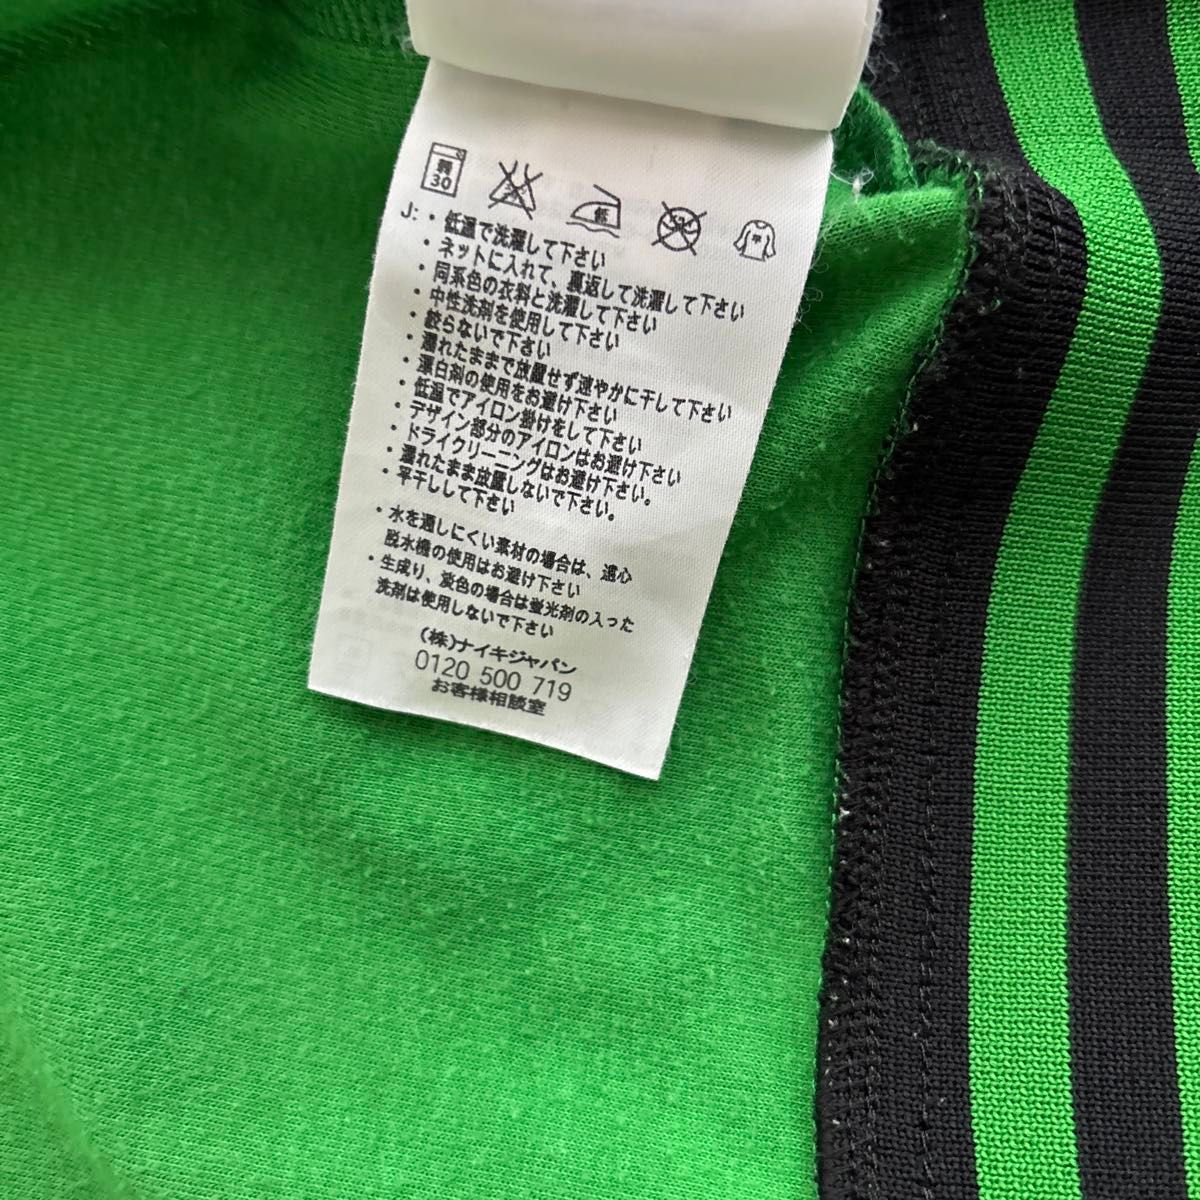 弱
30
低
J: ・低温で洗濯して下さい
・ネットに入れて、裏返して洗濯して下さい
・同系色の衣料と洗濯して下さい
・中性洗剤を使用して下さい
・絞らないで下さい
・濡れたままで放置せず速やかに干して下さい
・漂白剤の使用をお避け下さい
・低温でアイロン掛けをして下さい
・デザイン部分のアイロンはお避け下さい
・ドライクリーニングはお避け下さい。
・濡れたまま放置しないで下さい。
・平干しして下さい
・水を通しにくい素材の場合は、遠心
脱水機の使用はお避け下さい
・生成り、淡色の場合は蛍光剤の入った
洗剤は使用しないで下さい
(株)ナイキジャパン
0120 500 719
お客様相談室